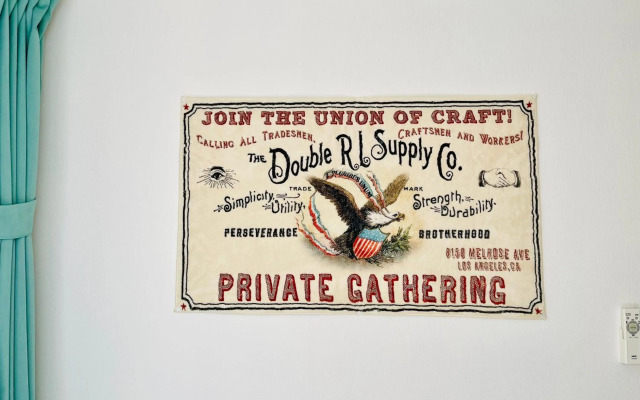 JOIN THE UNION OF CRAFT!
CALLING ALL TRADESMEN, CRAFTSMEN AND WORKERS!
THE Double RL Supply Co.
TRADE MARK
Simplicity, Utility, Strength, Durability.
PERSEVERANCE BROTHERHOOD
8150 MELROSE AVE
LOS ANGELES, CA
PRIVATE GATHERING